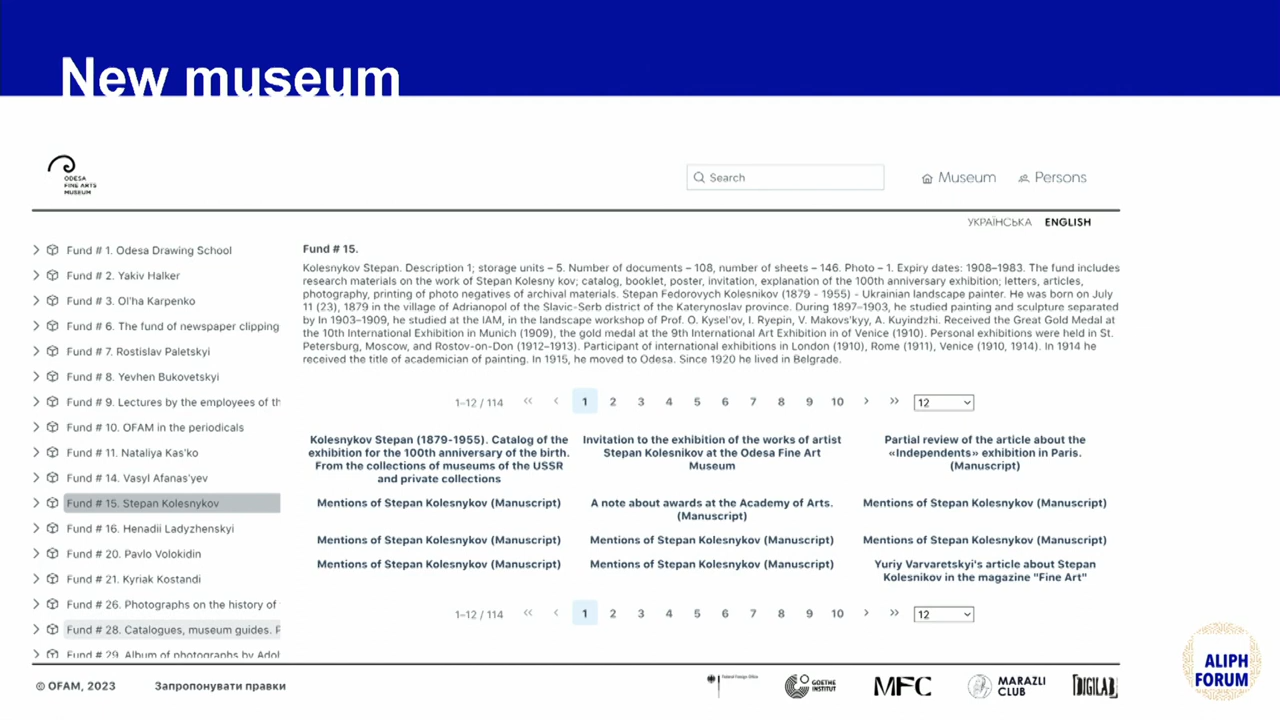 New museum
ODESA
FINE ARTS
MUSEUM
Search
Museum
Persons
УКРАЇНСЬКА ENGLISH
Fund # 1. Odesa Drawing School
Fund # 2. Yakiv Halker
Fund # 3. Ol'ha Karpenko
Fund # 6. The fund of newspaper clipping
Fund # 7. Rostislav Paletskyi
Fund # 8. Yevhen Bukovetskyi
Fund # 9. Lectures by the employees of th
Fund # 10. OFAM in the periodicals
Fund # 11. Nataliya Kas'ko
Fund # 14. Vasyl Afanas'yev
Fund # 15. Stepan Kolesnykov
Fund # 16. Henadii Ladyzhenskyi
Fund # 20. Pavlo Volokidin
Fund # 21. Kyriak Kostandi
Fund # 26. Photographs on the history of
Fund # 28. Catalogues, museum guides. P
Fund # 29. Album of photographs by Adol
Fund # 15.
Kolesnykov Stepan. Description 1; storage units – 5. Number of documents – 108, number of sheets – 146. Photo – 1. Expiry dates: 1908–1983. The fund includes
research materials on the work of Stepan Kolesny kov; catalog, booklet, poster, invitation, explanation of the 100th anniversary exhibition; letters, articles,
photography, printing of photo negatives of archival materials. Stepan Fedorovych Kolesnikov (1879 - 1955) - Ukrainian landscape painter. He was born on July
11 (23), 1879 in the village of Adrianopol of the Slavic-Serb district of the Katerynoslav province. During 1897–1903, he studied painting and sculpture separated
by In 1903–1909, he studied at the IAM, in the landscape workshop of Prof. O. Kysel'ov, I. Ryepin, V. Makovs'kyy, A. Kuyindzhi. Received the Great Gold Medal at
the 10th International Exhibition in Munich (1909), the gold medal at the 9th International Art Exhibition in of Venice (1910). Personal exhibitions were held in St.
Petersburg, Moscow, and Rostov-on-Don (1912–1913). Participant of international exhibitions in London (1910), Rome (1911), Venice (1910, 1914). In 1914 he
received the title of academician of painting. In 1915, he moved to Odesa. Since 1920 he lived in Belgrade.
1–12 / 114 « ‹ 1 2 3 4 5 6 7 8 9 10 › » 12
Kolesnykov Stepan (1879-1955). Catalog of the
exhibition for the 100th anniversary of the birth.
From the collections of museums of the USSR
and private collections
Invitation to the exhibition of the works of artist
Stepan Kolesnikov at the Odesa Fine Art
Museum
Partial review of the article about the
«Independents» exhibition in Paris.
(Manuscript)
Mentions of Stepan Kolesnykov (Manuscript)
A note about awards at the Academy of Arts.
(Manuscript)
Mentions of Stepan Kolesnykov (Manuscript)
Mentions of Stepan Kolesnykov (Manuscript)
Mentions of Stepan Kolesnykov (Manuscript)
Mentions of Stepan Kolesnykov (Manuscript)
Mentions of Stepan Kolesnykov (Manuscript)
Mentions of Stepan Kolesnykov (Manuscript)
Yuriy Varvaretskyi's article about Stepan
Kolesnikov in the magazine "Fine Art"
1–12 / 114 « ‹ 1 2 3 4 5 6 7 8 9 10 › » 12
© OFAM, 2023
Запропонувати правки
Federal Foreign Office
GOETHE
INSTITUT
MFC
MARAZLI
CLUB
DIGILAB
ALIPH
FORUM